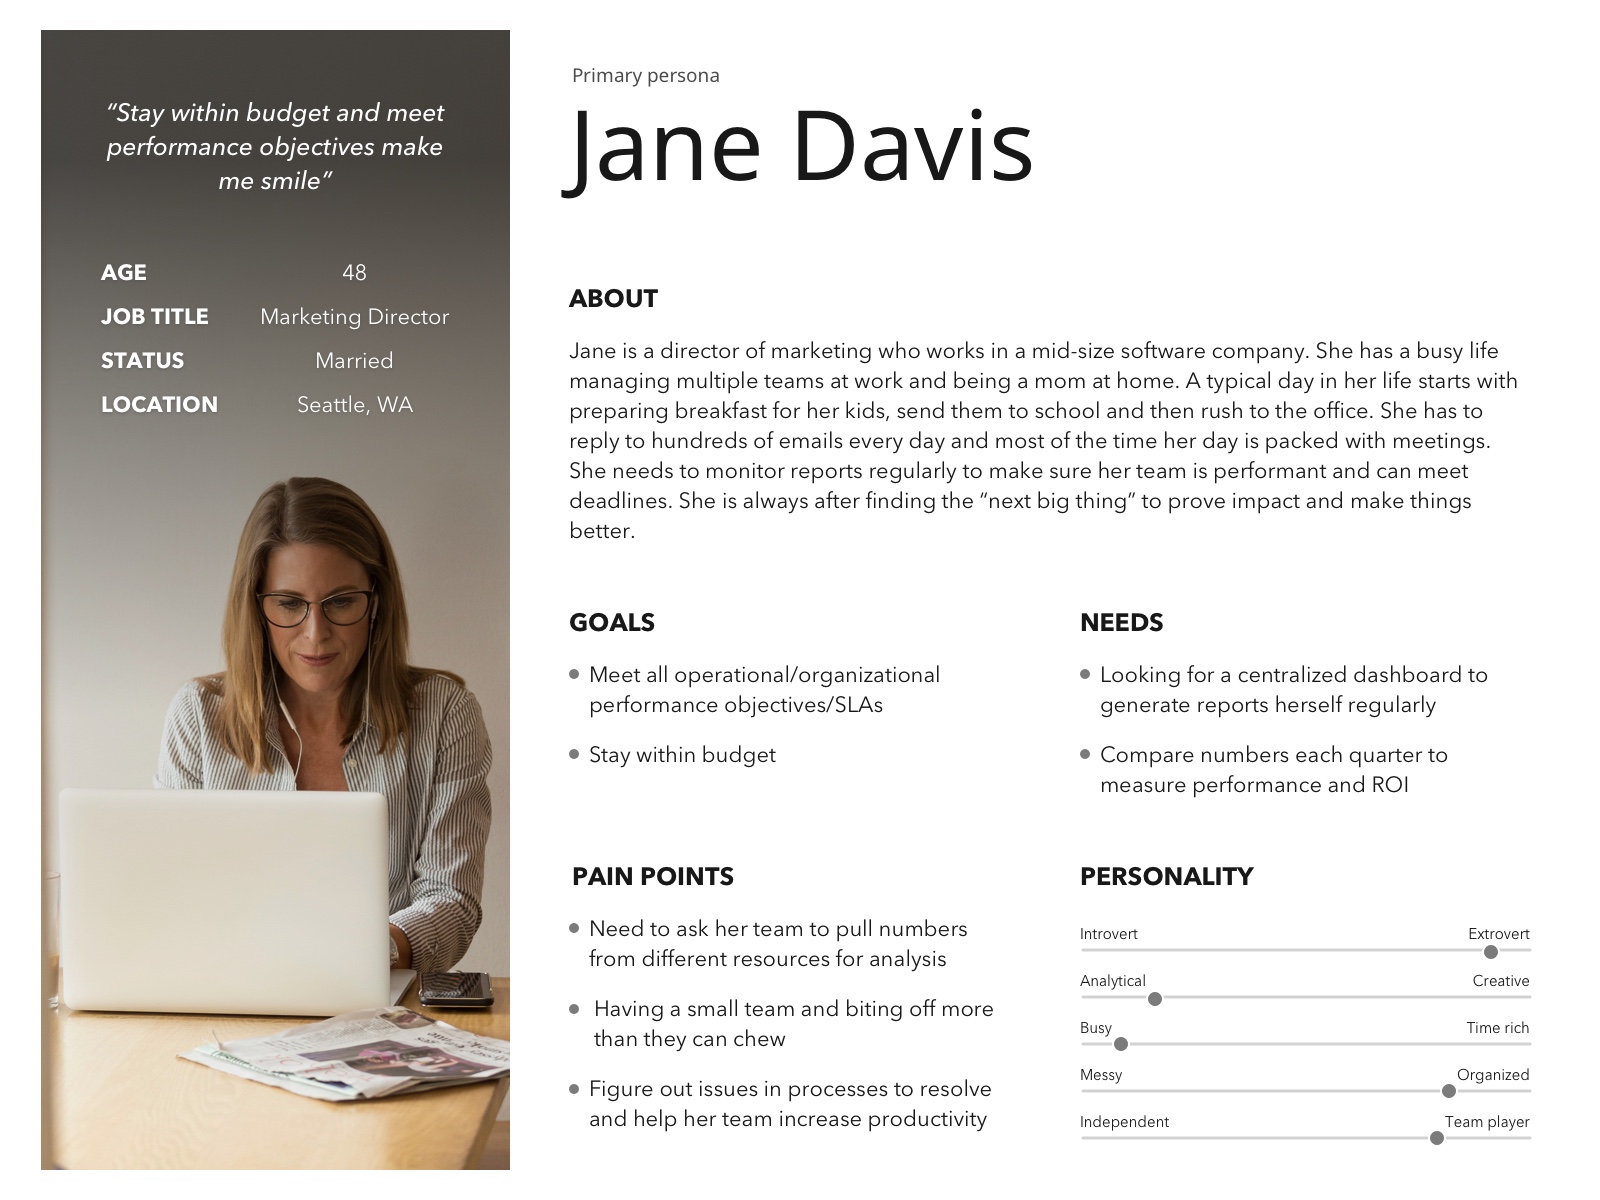 “Stay within budget and meet
performance objectives make
me smile”
AGE 48
JOB TITLE Marketing Director
STATUS Married
LOCATION Seattle, WA
Primary persona
Jane Davis
ABOUT
Jane is a director of marketing who works in a mid-size software company. She has a busy life
managing multiple teams at work and being a mom at home. A typical day in her life starts with
preparing breakfast for her kids, send them to school and then rush to the office. She has to
reply to hundreds of emails every day and most of the time her day is packed with meetings.
She needs to monitor reports regularly to make sure her team is performant and can meet
deadlines. She is always after finding the “next big thing” to prove impact and make things
better.
GOALS
Meet all operational/organizational
performance objectives/SLAs
Stay within budget
NEEDS
Looking for a centralized dashboard to
generate reports herself regularly
Compare numbers each quarter to
measure performance and ROI
PAIN POINTS
Need to ask her team to pull numbers
from different resources for analysis
Having a small team and biting off more
than they can chew
Figure out issues in processes to resolve
and help her team increase productivity
PERSONALITY
Introvert Extrovert
Analytical Creative
Busy Time rich
Messy Organized
Independent Team player